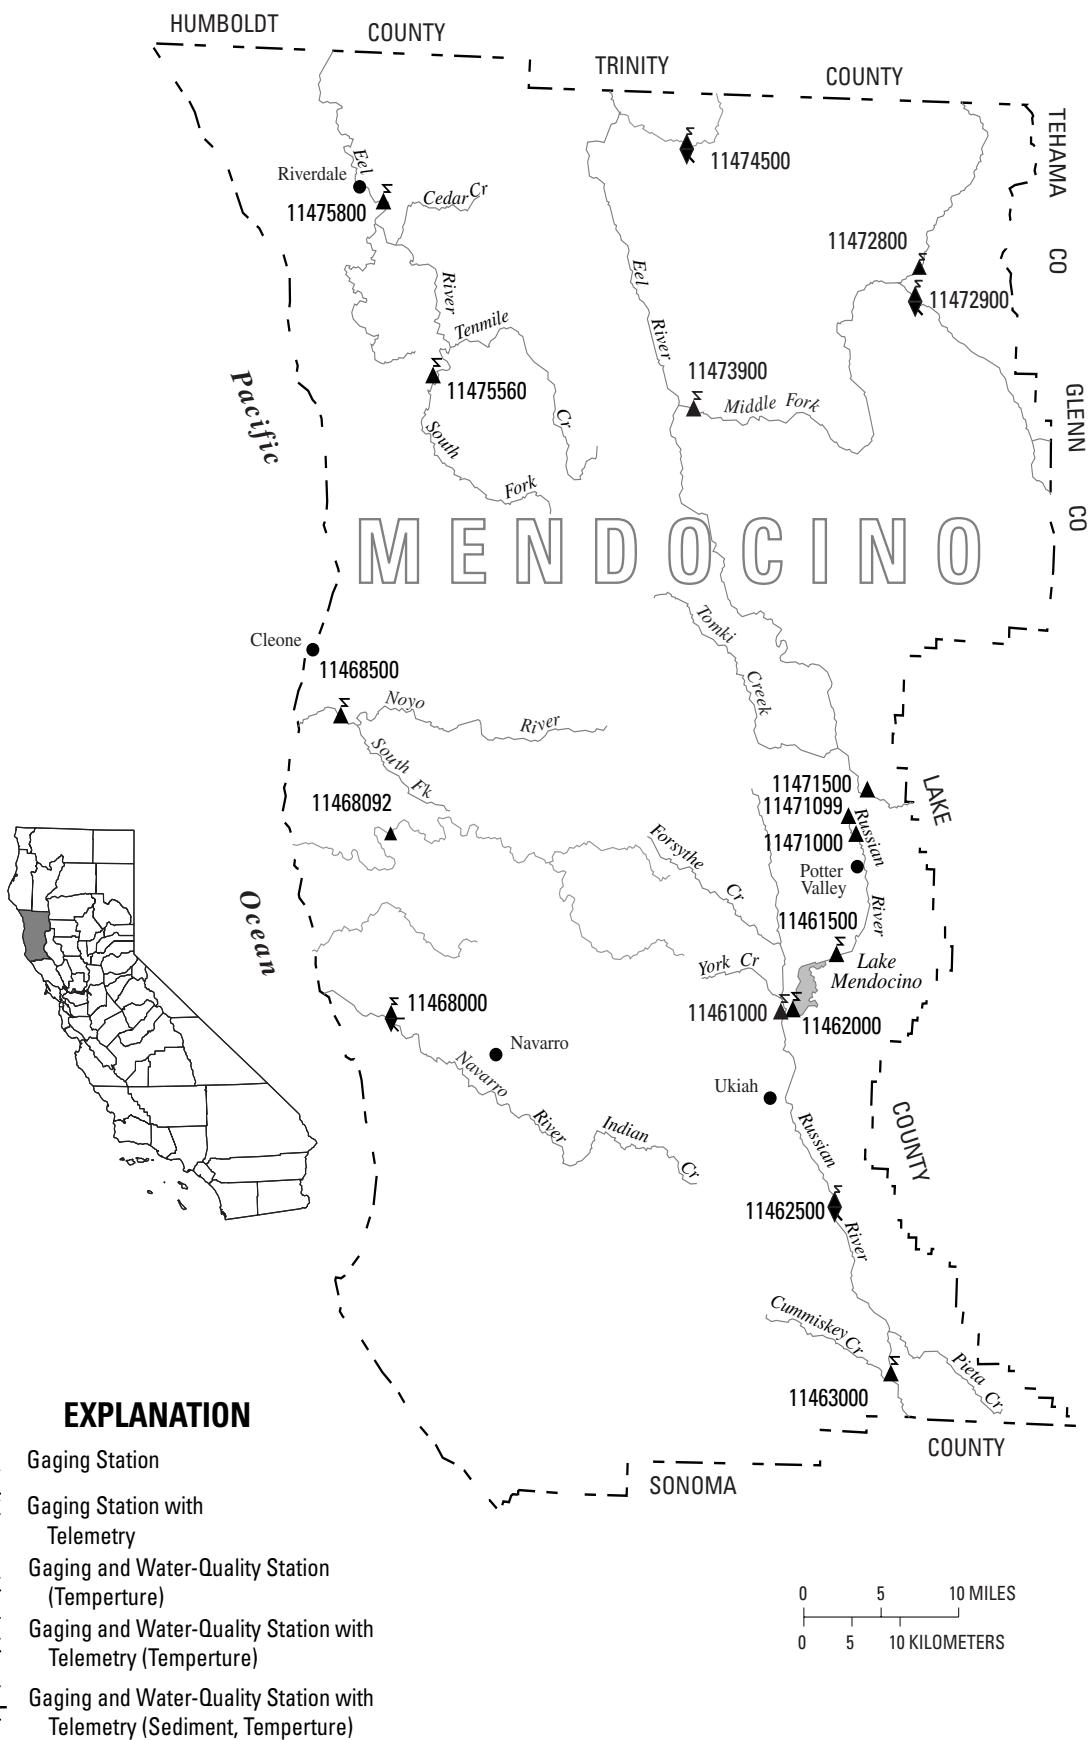 HUMBOLDT
COUNTY
TRINITY
COUNTY
TEHAMA
CO
GLENN
CO
11474500
Eel
Riverdale
Cedar Cr
11475800
11472800
11472900
Eel
River
River
Tenmile
Cr
11475560
South
Fork
11473900
Middle Fork
Pacific
MENDOCINO
Cleone
11468500
Noyo
River
South Fk
11468092
Tomki
Creek
11471500
11471099
11471000
LAKE
Russian
Potter
Valley
River
Forsythe
Cr
11461500
York Cr
Lake
Mendocino
11461000
11462000
Ocean
11468000
Navarro
Navarro
River
Indian
Cr
Ukiah
COUNTY
Russian
11462500
River
Cummiskey Cr
Pieta Cr
11463000
COUNTY
SONOMA
EXPLANATION
Gaging Station
Gaging Station with
Telemetry
Gaging and Water-Quality Station
(Temperture)
Gaging and Water-Quality Station with
Telemetry (Temperture)
Gaging and Water-Quality Station with
Telemetry (Sediment, Temperture)
0 5 10 MILES
0 5 10 KILOMETERS